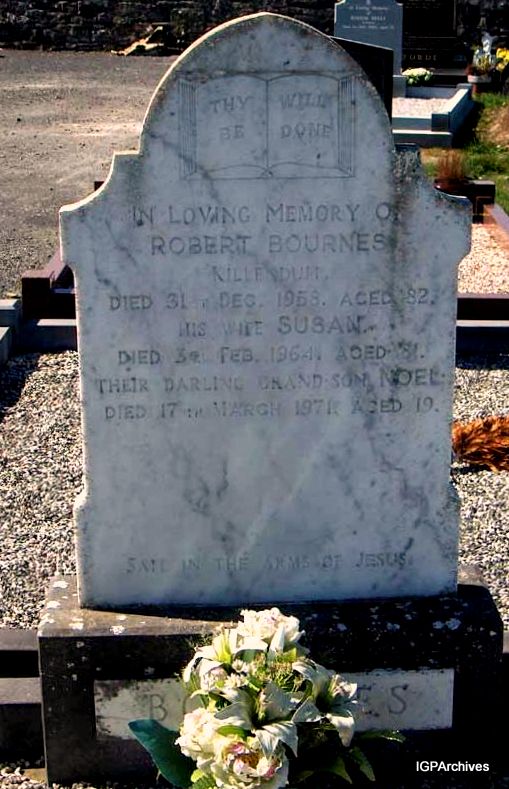 THY WILL
BE DONE
IN LOVING MEMORY OF
ROBERT BOURNES
DIED 31ST DEC. 1958. AGED 82.
HIS WIFE SUSAN.
DIED 3RD FEB. 1964. AGED 81.
THEIR DARLING GRAND-SON NOEL
DIED 17TH MARCH 1971. AGED 19.
SAFE IN THE ARMS OF JESUS
IGPArchives